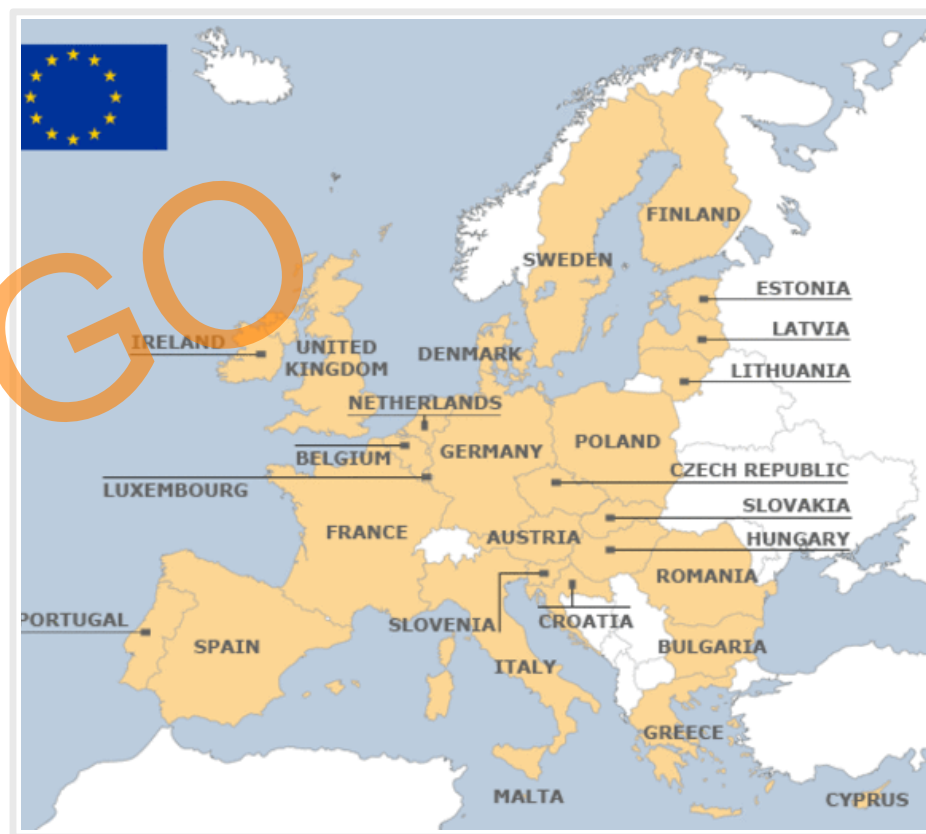 GO
FINLAND
SWEDEN
ESTONIA
IRELAND
UNITED
KINGDOM
DENMARK
LATVIA
LITHUANIA
NETHERLANDS
BELGIUM
GERMANY
POLAND
LUXEMBOURG
CZECH REPUBLIC
SLOVAKIA
FRANCE
AUSTRIA
HUNGARY
ROMANIA
PORTUGAL
SPAIN
SLOVENIA
CROATIA
BULGARIA
ITALY
GREECE
MALTA
CYPRUS